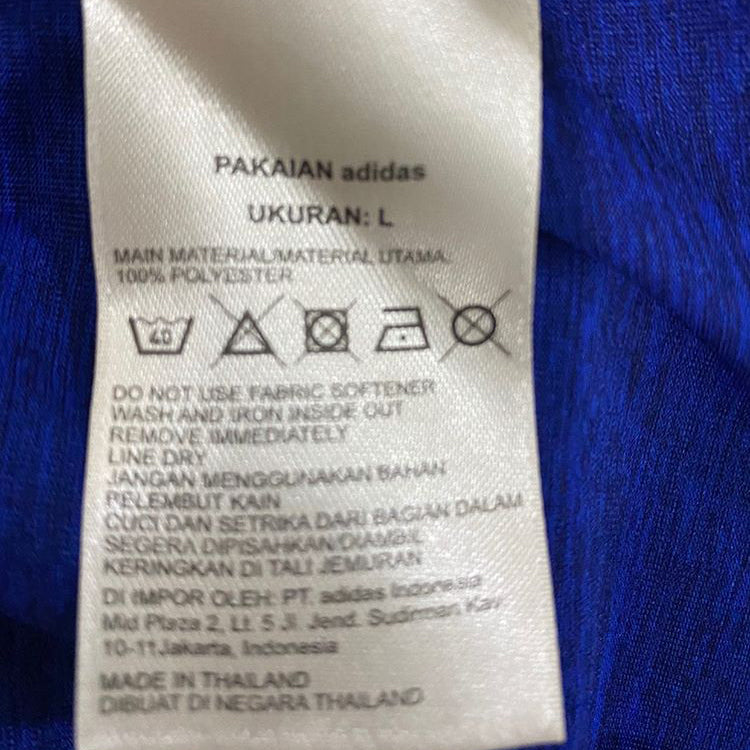 PAKAIAN adidas
UKURAN: L
MAIN MATERIAL/MATERIAL UTAMA:
100% POLYESTER
40
DO NOT USE FABRIC SOFTENER
WASH AND IRON INSIDE OUT
REMOVE IMMEDIATELY
LINE DRY
JANGAN MENGGUNAKAN BAHAN
PELEMBUT KAIN
CUCI DAN SETRIKA DARI BAGIAN DALAM
SEGERA DIPISAHKAN/DIAMBIL
KERINGKAN DI TALI JEMURAN
DI IMPOR OLEH: PT. adidas Indonesia
Mid Plaza 2, Lt. 5 Jl. Jend. Sudirman Kav-
10-11Jakarta, Indonesia
MADE IN THAILAND
DIBUAT DI NEGARA THAILAND